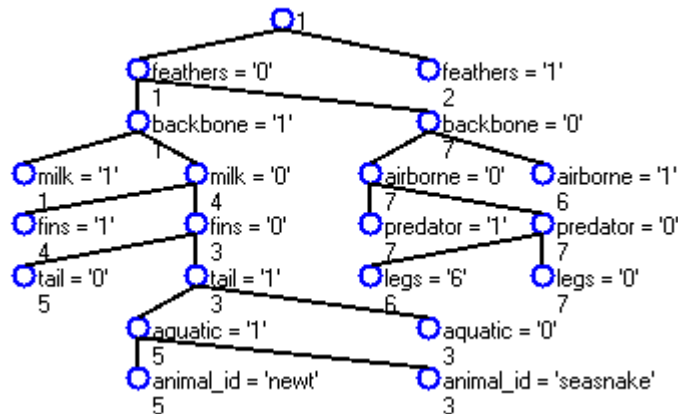 1
feathers = '0' feathers = '1'
1 2
backbone = '1' backbone = '0'
1 7
milk = '1' milk = '0' airborne = '0' airborne = '1'
1 4 7 6
fins = '1' fins = '0' predator = '1' predator = '0'
4 3 7 7
tail = '0' tail = '1' legs = '6' legs = '0'
5 3 6 7
aquatic = '1' aquatic = '0'
5 3
animal_id = 'newt' animal_id = 'seasnake'
5 3